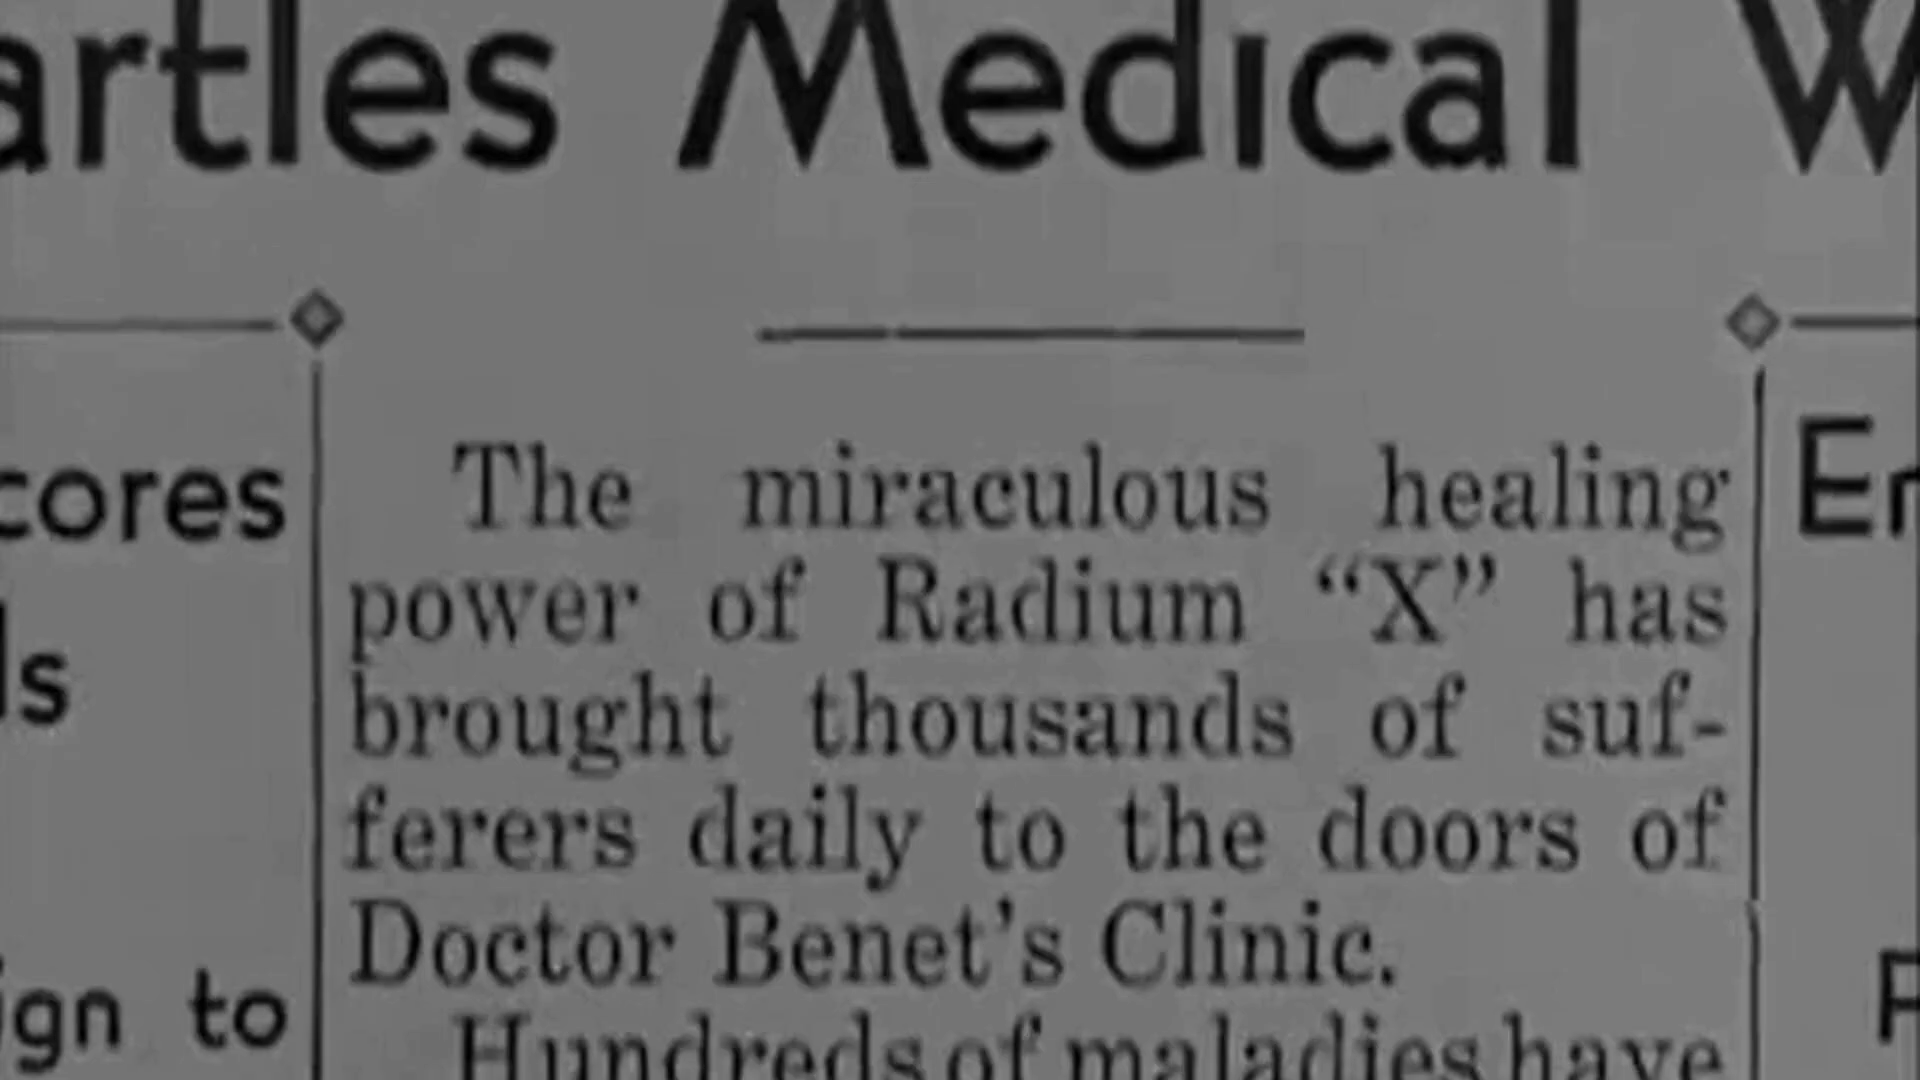 artles Medical W
The miraculous healing
power of Radium “X” has
brought thousands of suf-
ferers daily to the doors of
Doctor Benet’s Clinic.
Hundreds of maladies have
cores
ls
ign to
En
F